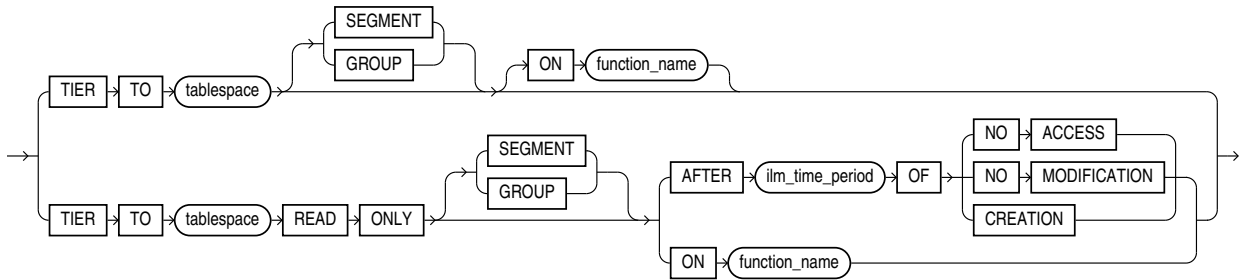 SEGMENT
GROUP
ON function_name
TIER TO tablespace
NO ACCESS
SEGMENT
GROUP
AFTER ilm_time_period OF
NO MODIFICATION
CREATION
TIER TO tablespace READ ONLY
ON function_name